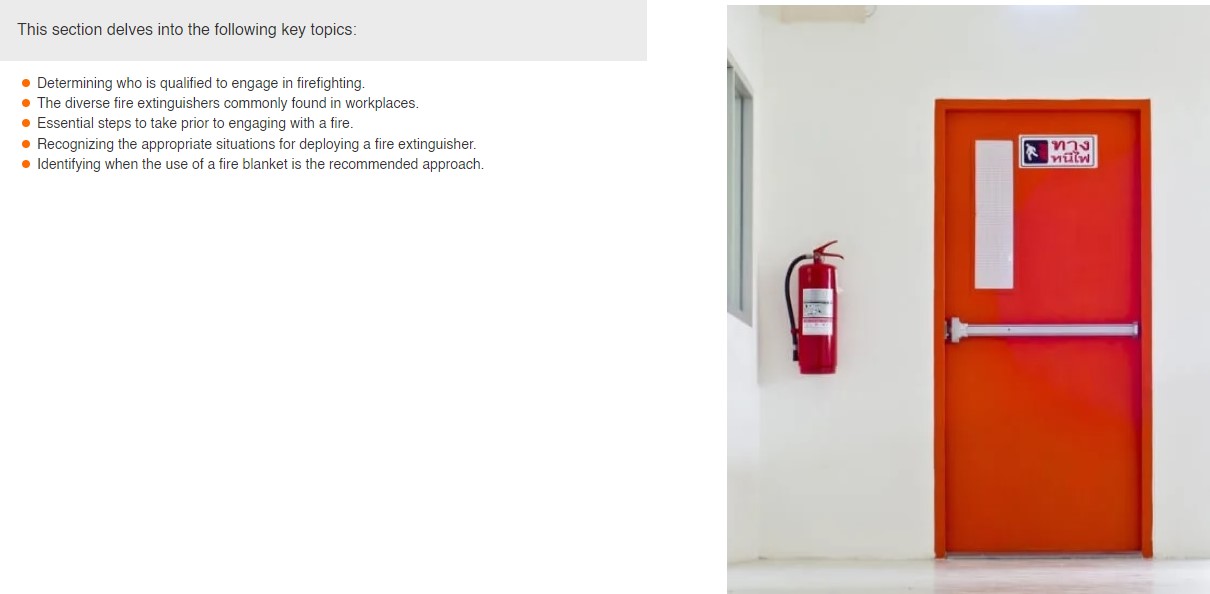 This section delves into the following key topics:
Determining who is qualified to engage in firefighting.
The diverse fire extinguishers commonly found in workplaces.
Essential steps to take prior to engaging with a fire.
Recognizing the appropriate situations for deploying a fire extinguisher.
Identifying when the use of a fire blanket is the recommended approach.
ทาง
หนีไฟ